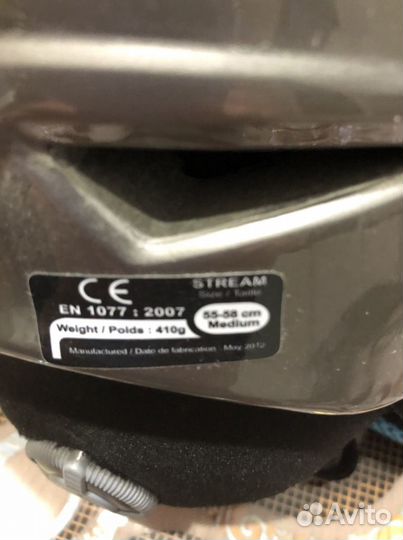 CE STREAM
Size / Taille
EN 1077 : 2007
55-58 cm
Medium
Weight / Poids : 410g
Manufactured / Date de fabrication : May 2012
Avito